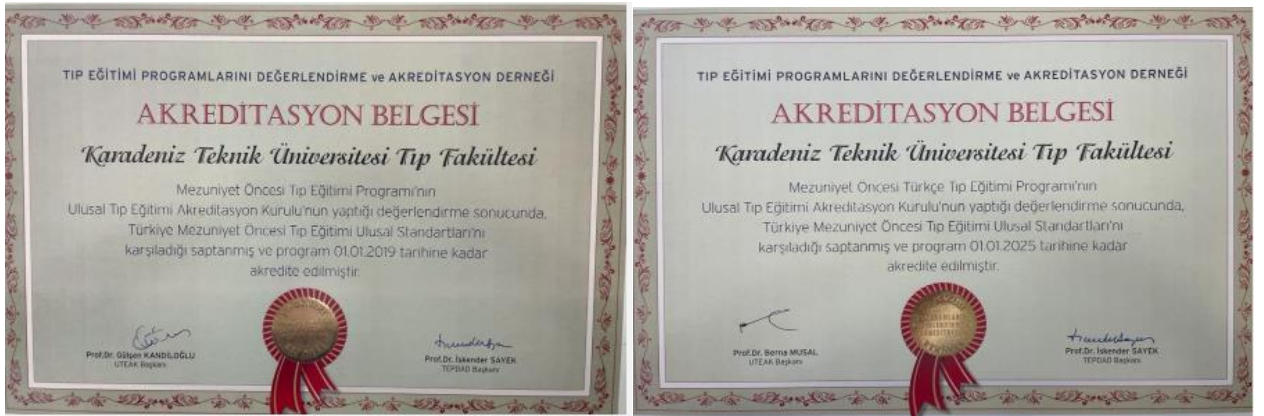 TIP EĞİTİMİ PROGRAMLARINI DEĞERLENDİRME ve AKREDİTASYON DERNEĞİ
AKREDİTASYON BELGESİ
Karadeniz Teknik Üniversitesi Tıp Fakültesi
Mezuniyet Öncesi Tıp Eğitimi Programı'nın
Ulusal Tıp Eğitimi Akreditasyon Kurulu'nun yaptığı değerlendirme sonucunda,
Türkiye Mezuniyet Öncesi Tıp Eğitimi Ulusal Standartları'nı
karşıladığı saptanmış ve program 01.01.2019 tarihine kadar
akredite edilmiştir.
Prof.Dr. Gülşen KANDİLOĞLU
UTEAK Başkanı
Prof.Dr. İskender SAYEK
TEPDAD Başkanı
TIP EĞİTİMİ PROGRAMLARINI DEĞERLENDİRME ve AKREDİTASYON DERNEĞİ
AKREDİTASYON BELGESİ
Karadeniz Teknik Üniversitesi Tıp Fakültesi
Mezuniyet Öncesi Türkçe Tıp Eğitimi Programı'nın
Ulusal Tıp Eğitimi Akreditasyon Kurulu'nun yaptığı değerlendirme sonucunda,
Türkiye Mezuniyet Öncesi Tıp Eğitimi Ulusal Standartları'nı
karşıladığı saptanmış ve program 01.01.2025 tarihine kadar
akredite edilmiştir.
Prof.Dr. Berna MUSAL
UTEAK Başkanı
Prof.Dr. İskender SAYEK
TEPDAD Başkanı